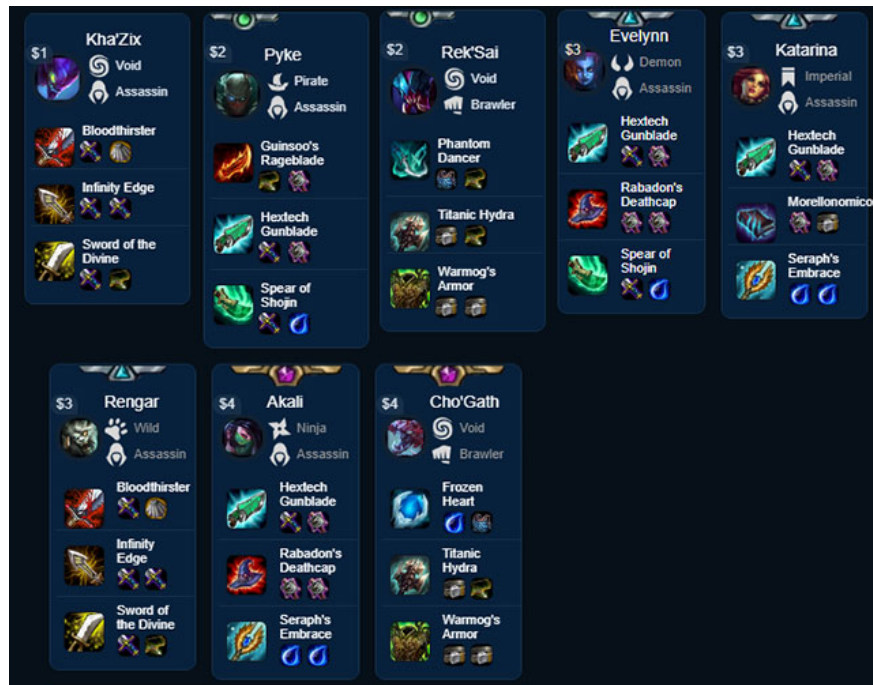 $1
Kha'Zix
Void
Assassin
Bloodthirster
Infinity Edge
Sword of the
Divine
$2
Pyke
Pirate
Assassin
Guinsoo's
Rageblade
Hextech
Gunblade
Spear of
Shojin
$2
Rek'Sai
Void
Brawler
Phantom
Dancer
Titanic Hydra
Warmog's
Armor
$3
Evelynn
Demon
Assassin
Hextech
Gunblade
Rabadon's
Deathcap
Spear of
Shojin
$3
Katarina
Imperial
Assassin
Hextech
Gunblade
Morellonomico
Seraph's
Embrace
$3
Rengar
Wild
Assassin
Bloodthirster
Infinity
Edge
Sword of
the Divine
$4
Akali
Ninja
Assassin
Hextech
Gunblade
Rabadon's
Deathcap
Seraph's
Embrace
$4
Cho'Gath
Void
Brawler
Frozen
Heart
Titanic
Hydra
Warmog's
Armor